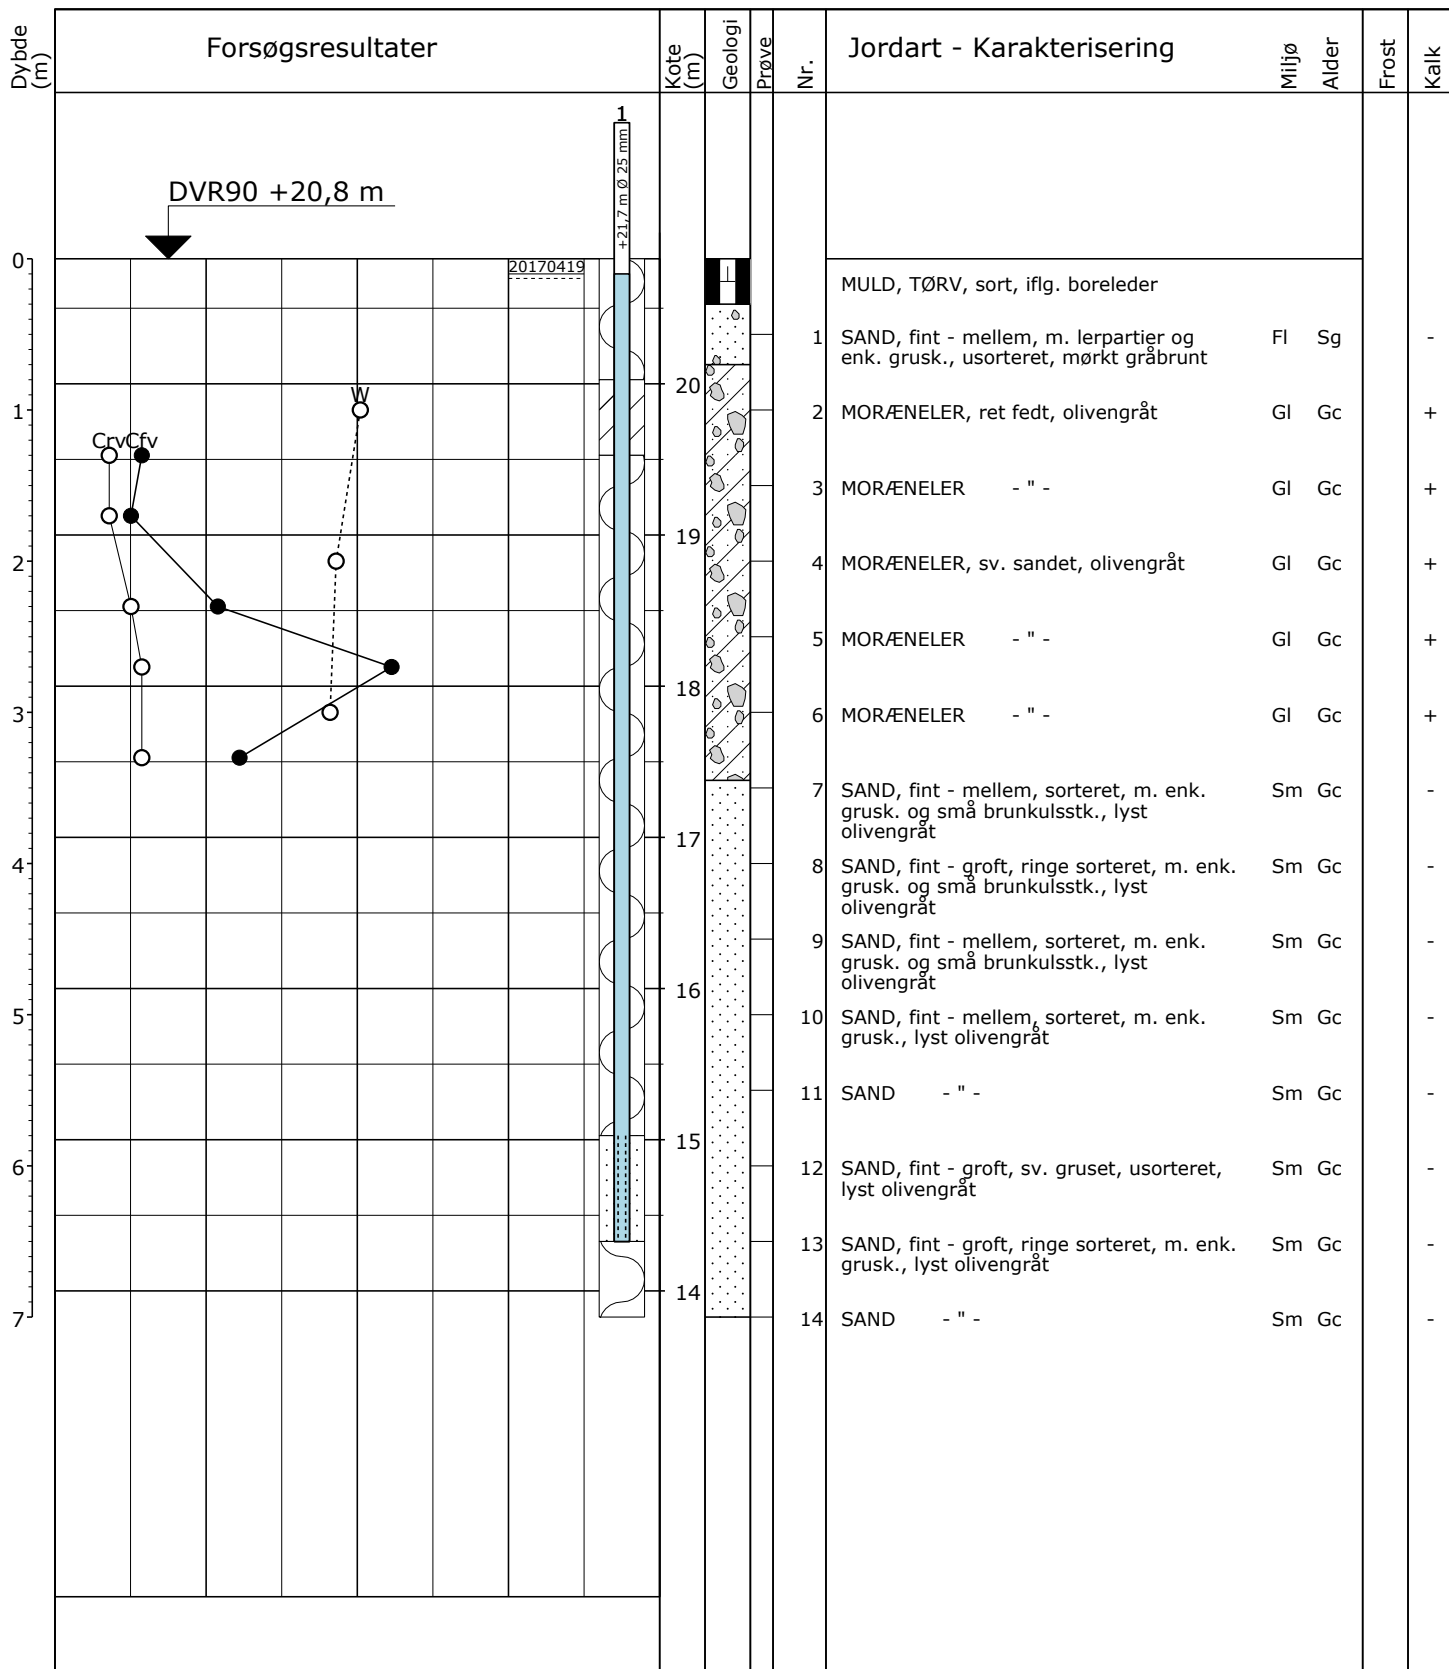 Dybde (m)
Forsøgsresultater
Kote (m)
Geologi
Prøve
Nr.
Jordart - Karakterisering
Miljø
Alder
Frost
Kalk
1
+21,7 m Ø 25 mm
DVR90 +20,8 m
0
20170419
MULD, TØRV, sort, iflg. boreleder
1 SAND, fint - mellem, m. lerpartier og Fl Sg -
enk. grusk., usorteret, mørkt gråbrunt
20
W
1
2 MORÆNELER, ret fedt, olivengråt Gl Gc +
Crv Cfv
3 MORÆNELER - " - Gl Gc +
19
2
4 MORÆNELER, sv. sandet, olivengråt Gl Gc +
5 MORÆNELER - " - Gl Gc +
18
3
6 MORÆNELER - " - Gl Gc +
7 SAND, fint - mellem, sorteret, m. enk. Sm Gc -
grusk. og små brunkulsstk., lyst
olivengråt
17
4
8 SAND, fint - groft, ringe sorteret, m. enk. Sm Gc -
grusk. og små brunkulsstk., lyst
olivengråt
9 SAND, fint - mellem, sorteret, m. enk. Sm Gc -
grusk. og små brunkulsstk., lyst
olivengråt
16
5
10 SAND, fint - mellem, sorteret, m. enk. Sm Gc -
grusk., lyst olivengråt
11 SAND - " - Sm Gc -
15
6
12 SAND, fint - groft, sv. gruset, usorteret, Sm Gc -
lyst olivengråt
13 SAND, fint - groft, ringe sorteret, m. enk. Sm Gc -
grusk., lyst olivengråt
14
7
14 SAND - " - Sm Gc -